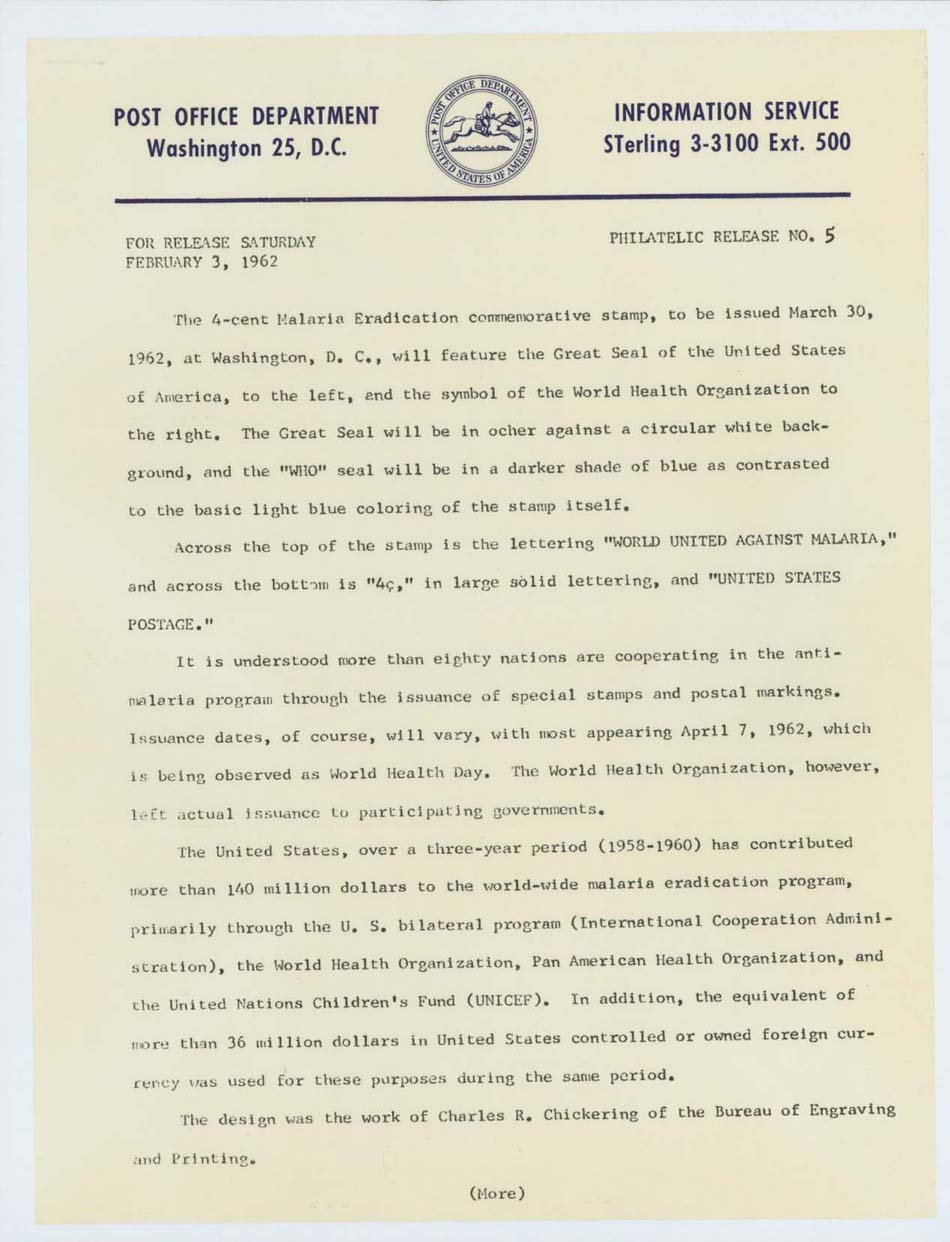 POST OFFICE DEPARTMENT
Washington 25, D.C.
POST OFFICE DEPARTMENT
UNITED STATES OF AMERICA
INFORMATION SERVICE
STerling 3-3100 Ext. 500
FOR RELEASE SATURDAY
FEBRUARY 3, 1962
PHILATELIC RELEASE NO. 5
The 4-cent Malaria Eradication commemorative stamp, to be issued March 30,
1962, at Washington, D. C., will feature the Great Seal of the United States
of America, to the left, and the symbol of the World Health Organization to
the right. The Great Seal will be in ocher against a circular white back-
ground, and the "WHO" seal will be in a darker shade of blue as contrasted
to the basic light blue coloring of the stamp itself.
Across the top of the stamp is the lettering "WORLD UNITED AGAINST MALARIA,"
and across the bottom is "4ç," in large solid lettering, and "UNITED STATES
POSTAGE."
It is understood more than eighty nations are cooperating in the anti-
malaria program through the issuance of special stamps and postal markings.
Issuance dates, of course, will vary, with most appearing April 7, 1962, which
is being observed as World Health Day. The World Health Organization, however,
left actual issuance to participating governments.
The United States, over a three-year period (1958-1960) has contributed
more than 140 million dollars to the world-wide malaria eradication program,
primarily through the U. S. bilateral program (International Cooperation Admini-
stration), the World Health Organization, Pan American Health Organization, and
the United Nations Children's Fund (UNICEF). In addition, the equivalent of
more than 36 million dollars in United States controlled or owned foreign cur-
rency was used for these purposes during the same period.
The design was the work of Charles R. Chickering of the Bureau of Engraving
and Printing.
(More)